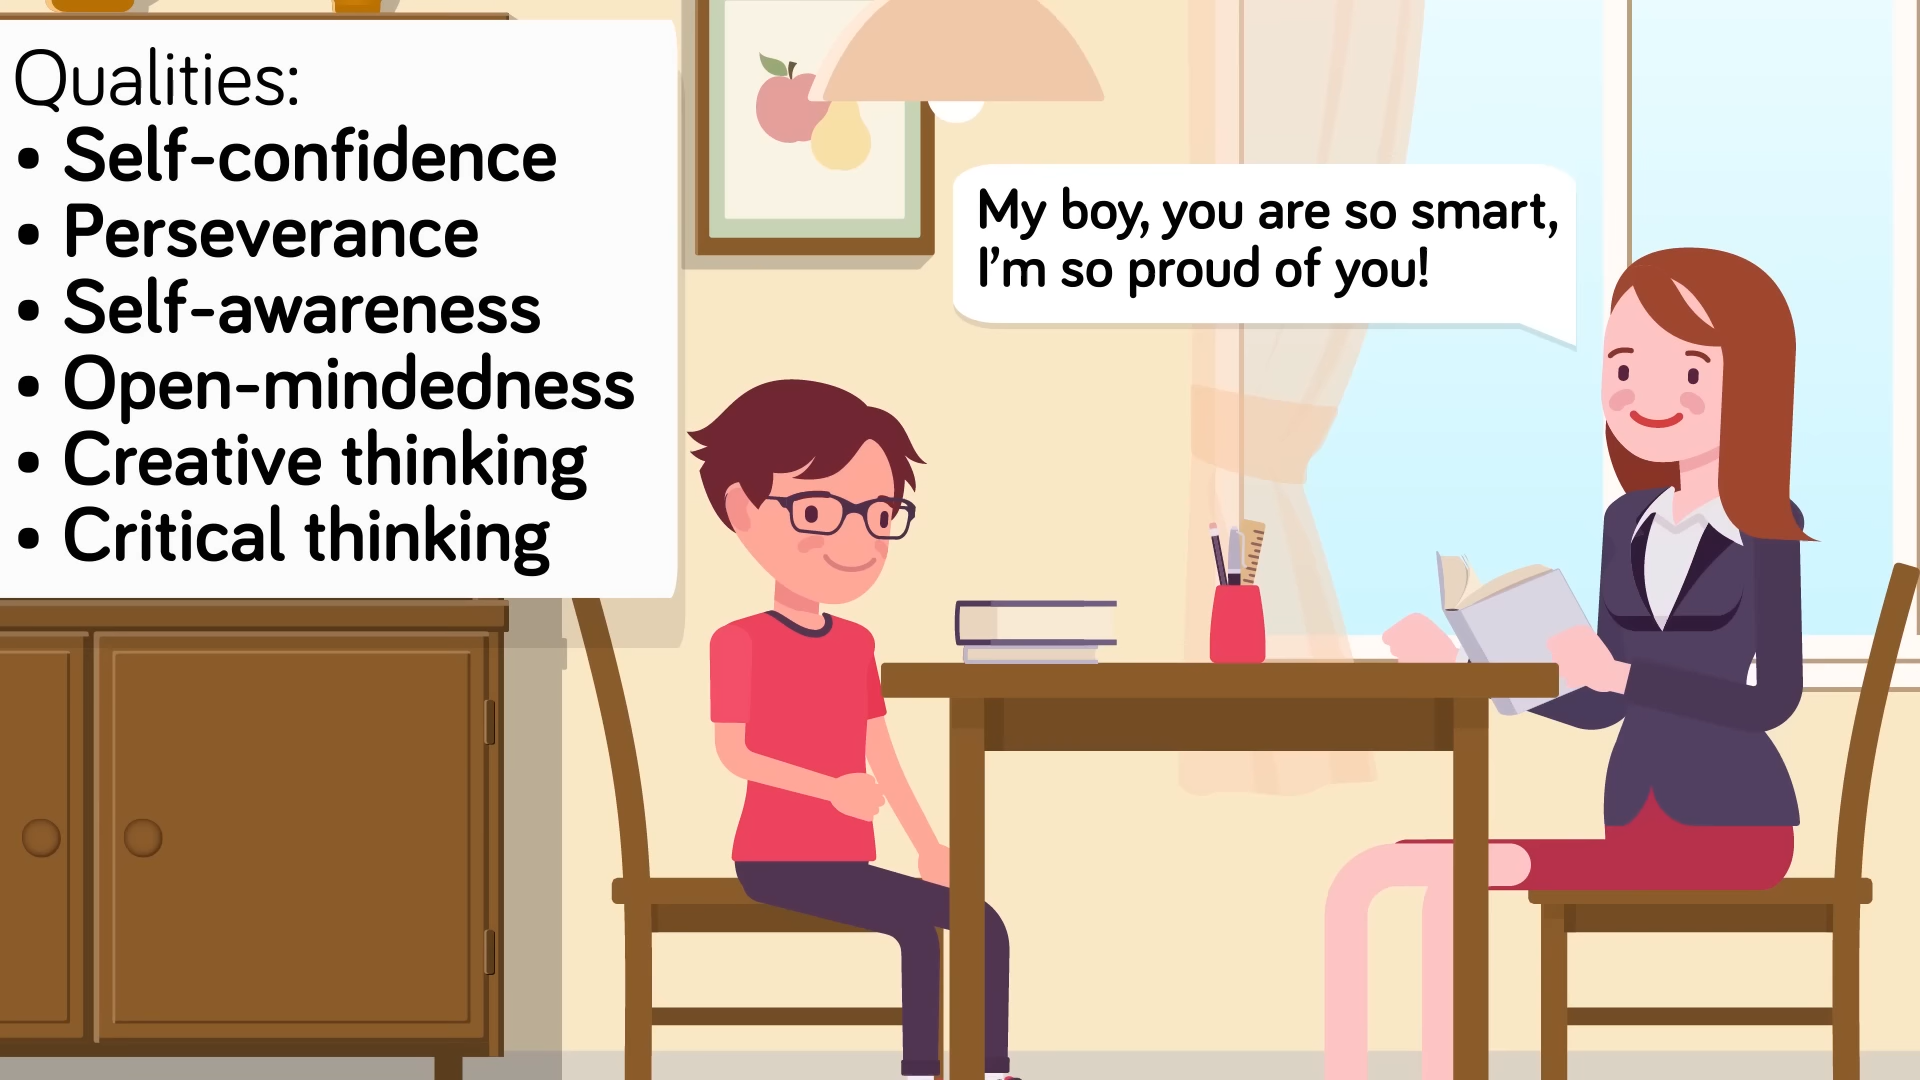 Qualities:
• Self-confidence
• Perseverance
• Self-awareness
• Open-mindedness
• Creative thinking
• Critical thinking
My boy, you are so smart,
I'm so proud of you!